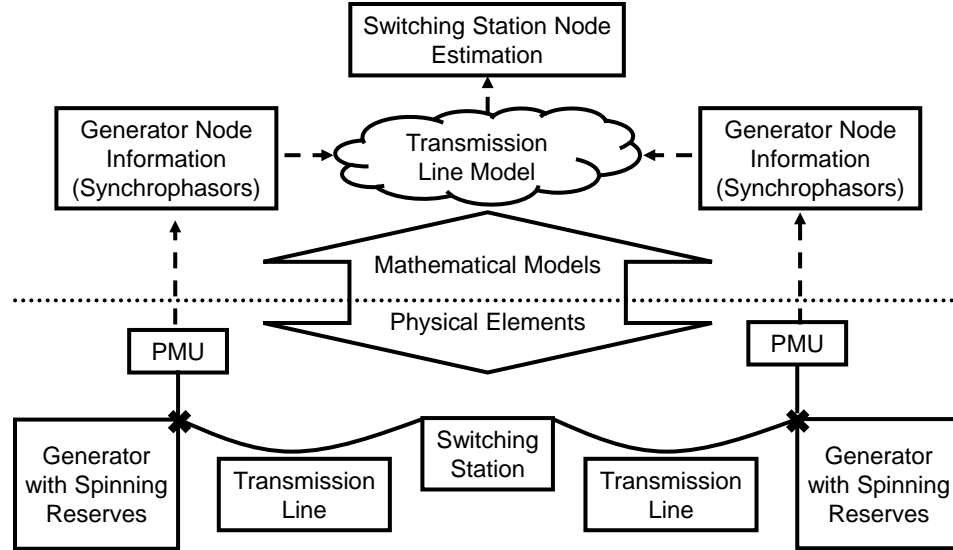 Switching Station Node
Estimation
Generator Node
Information
(Synchrophasors)
Transmission
Line Model
Generator Node
Information
(Synchrophasors)
Mathematical Models
Physical Elements
PMU
PMU
Generator
with Spinning
Reserves
Transmission
Line
Switching
Station
Transmission
Line
Generator
with Spinning
Reserves